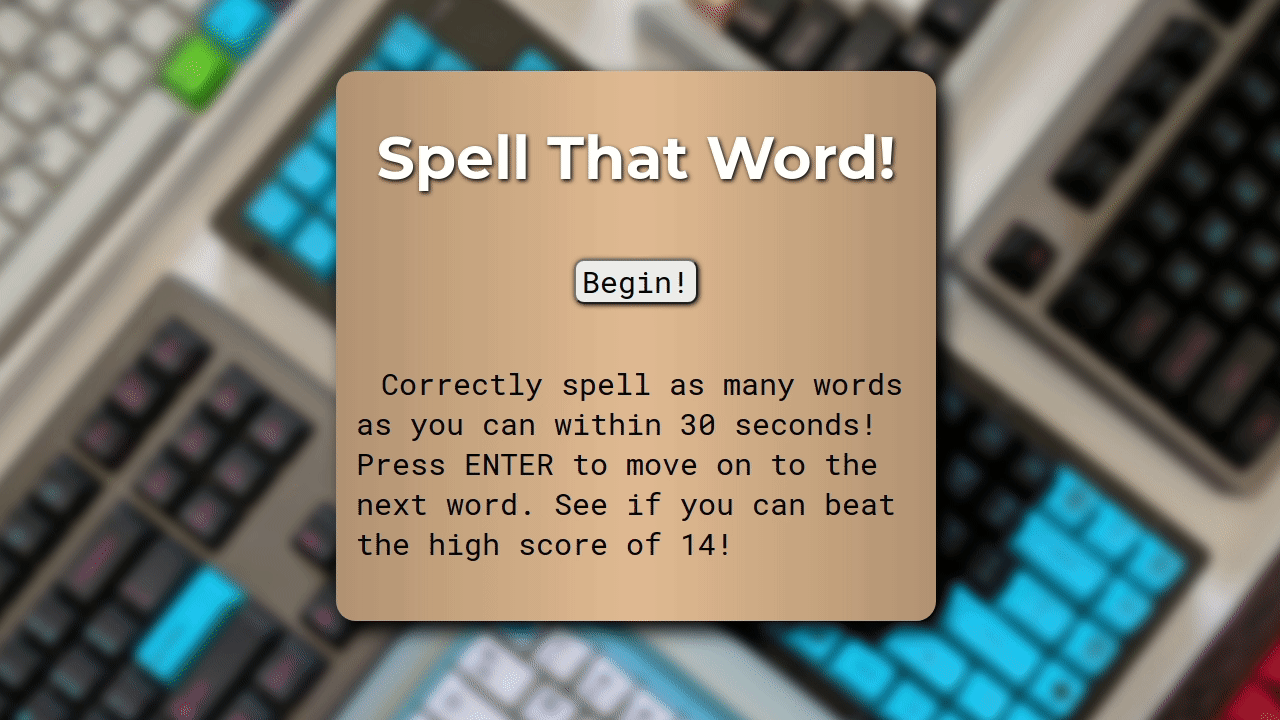 Spell That Word!
Begin!
Correctly spell as many words
as you can within 30 seconds!
Press ENTER to move on to the
next word. See if you can beat
the high score of 14!